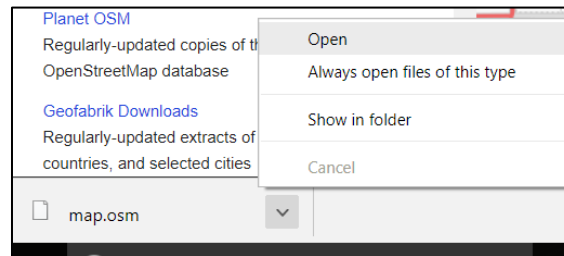 Planet OSM
Regularly-updated copies of th
OpenStreetMap database
Geofabrik Downloads
Regularly-updated extracts of
countries, and selected cities
Open
Always open files of this type
Show in folder
Cancel
map.osm